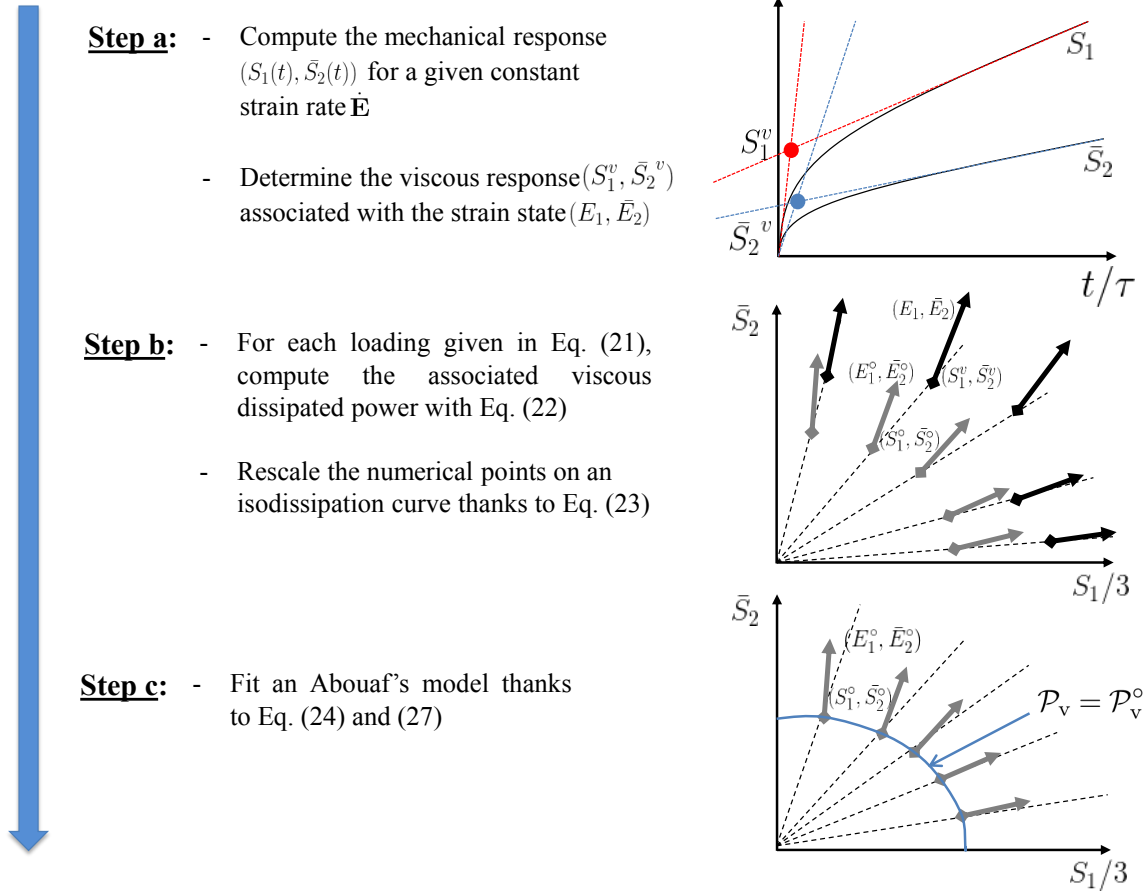 Step a: - Compute the mechanical response
(S₁(t), S̄₂(t)) for a given constant
strain rate Ė
- Determine the viscous response (S₁ᵛ, S̄₂ᵛ)
associated with the strain state (E₁, Ē₂)
S₁
S₁ᵛ
S̄₂
S̄₂ᵛ
t/τ
Step b: - For each loading given in Eq. (21),
compute the associated viscous
dissipated power with Eq. (22)
- Rescale the numerical points on an
isodissipation curve thanks to Eq. (23)
S̄₂
(E₁, Ē₂)
(E₁°, Ē₂°)
(S₁ᵛ, S̄₂ᵛ)
(S₁°, S̄₂°)
S₁/3
Step c: - Fit an Abouaf's model thanks
to Eq. (24) and (27)
S̄₂
(E₁°, Ē₂°)
(S₁°, S̄₂°)
𝒫ᵥ = 𝒫ᵥ°
S₁/3